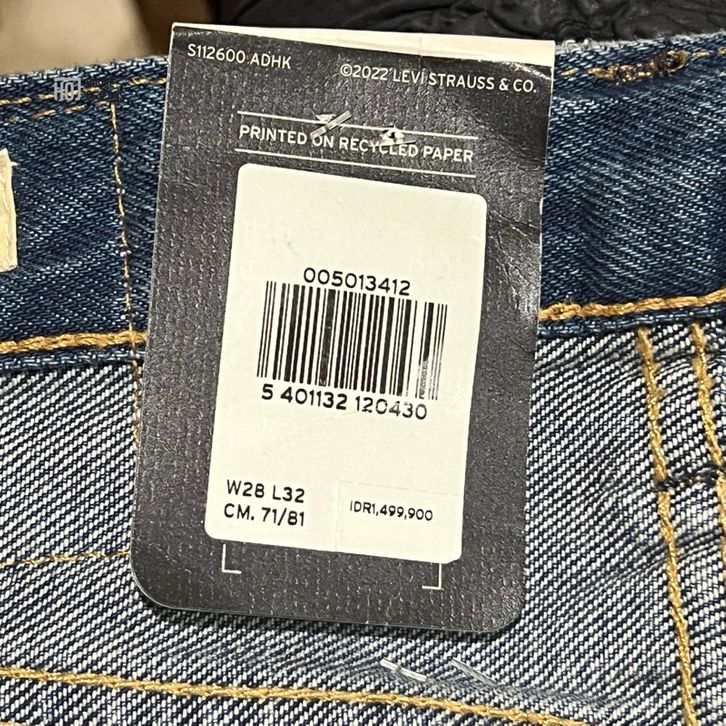 S112600 ADHK
©2022 LEVI STRAUSS & CO.
HOT
PRINTED ON RECYCLED PAPER
005013412
5 401132 120430
W28 L32
CM. 71/81
IDR1,499,900